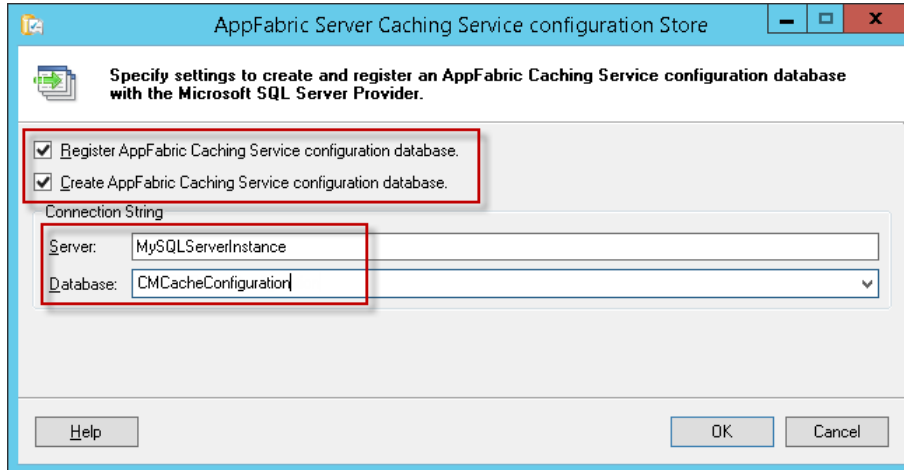 AppFabric Server Caching Service configuration Store
Specify settings to create and register an AppFabric Caching Service configuration database
with the Microsoft SQL Server Provider.
Register AppFabric Caching Service configuration database.
Create AppFabric Caching Service configuration database.
Connection String
Server: MySQLServerInstance
Database: CMCacheConfiguration
Help OK Cancel